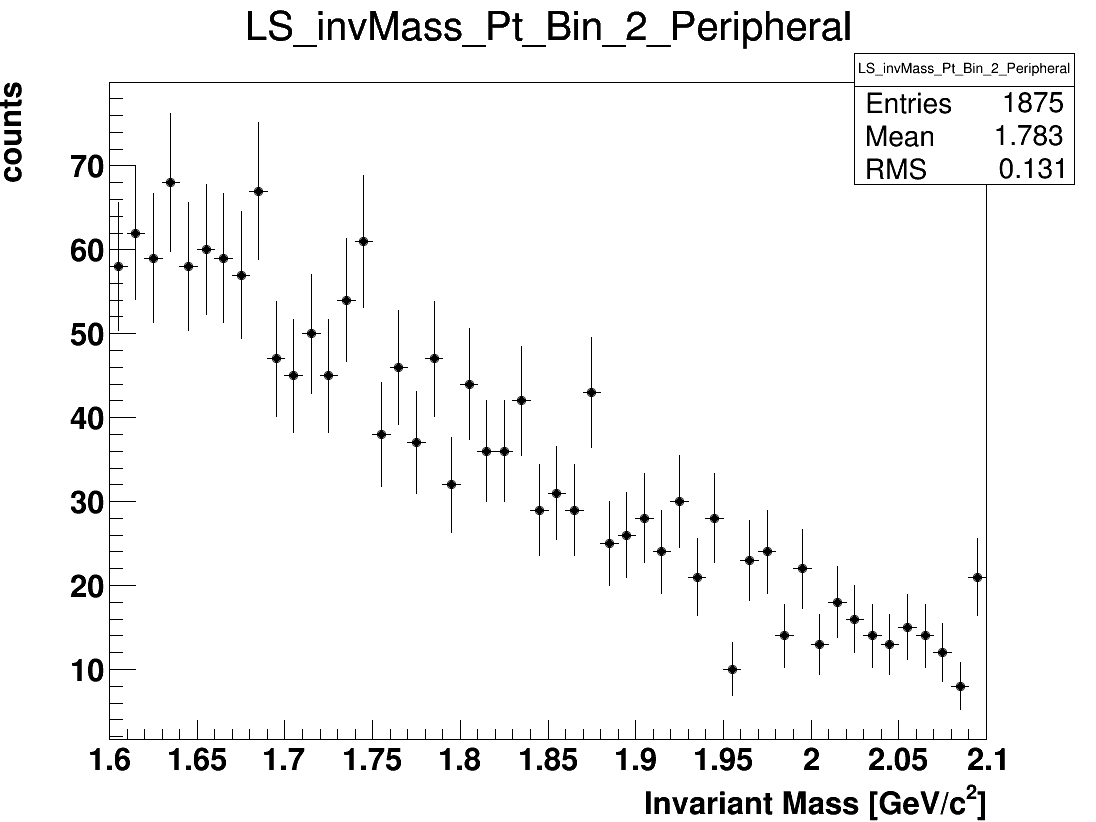 LS_invMass_Pt_Bin_2_Peripheral
LS_invMass_Pt_Bin_2_Peripheral
Entries 1875
Mean 1.783
RMS 0.131
counts
70
60
50
40
30
20
10
1.6 1.65 1.7 1.75 1.8 1.85 1.9 1.95 2 2.05 2.1
Invariant Mass [GeV/c²]